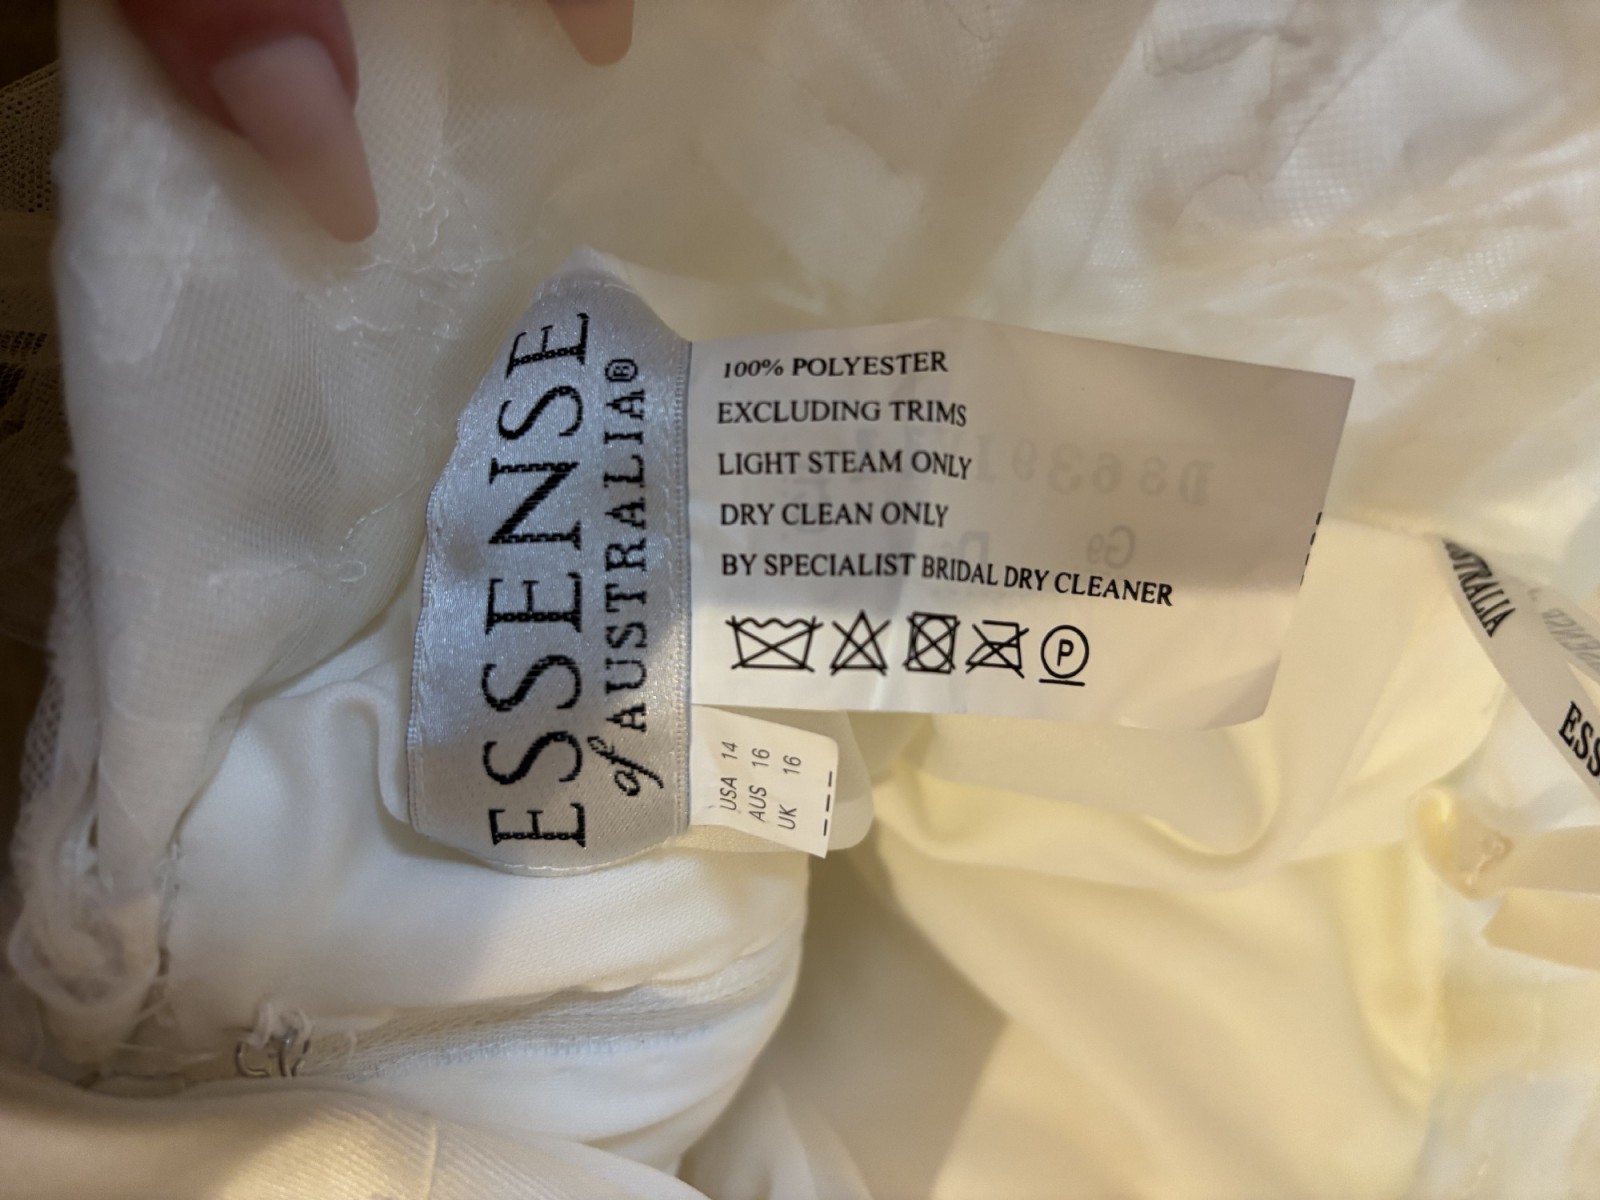 ESSENSE
of AUSTRALIA®
100% POLYESTER
EXCLUDING TRIMS
LIGHT STEAM ONLY
DRY CLEAN ONLY
BY SPECIALIST BRIDAL DRY CLEANER
P
USA 14
AUS 16
UK 16
STRALIA
ESS